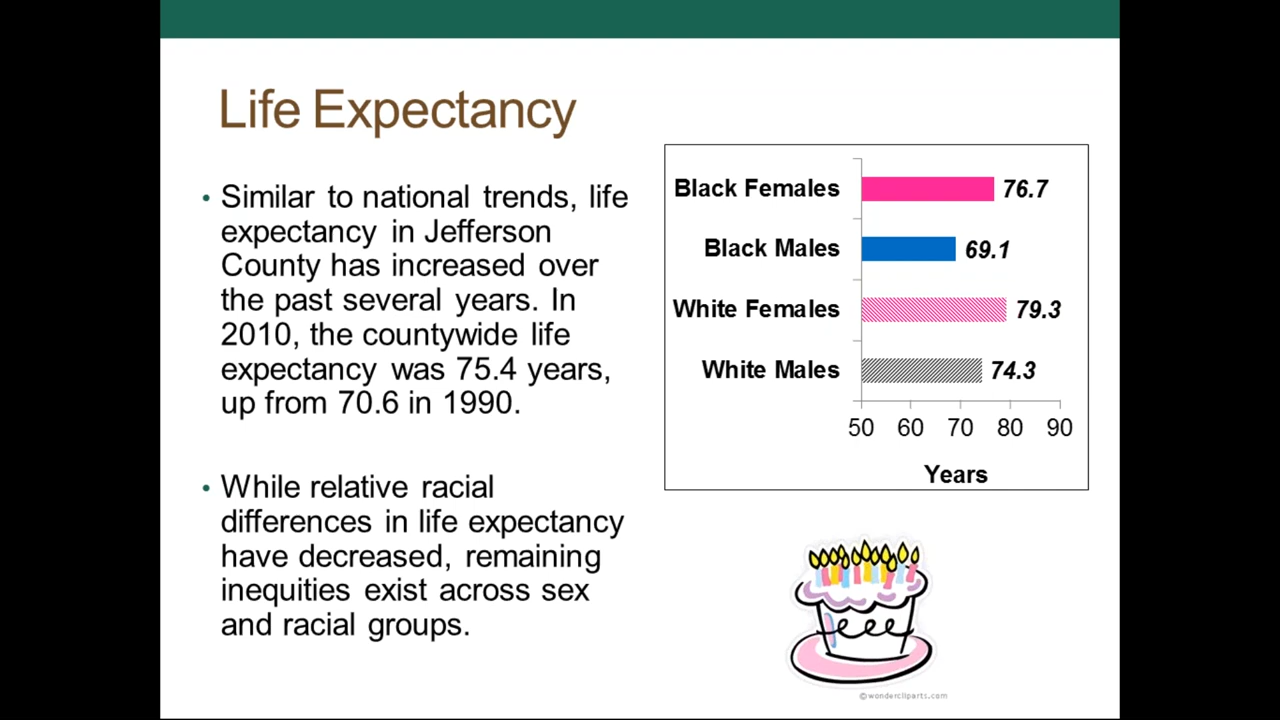 Life Expectancy
• Similar to national trends, life
expectancy in Jefferson
County has increased over
the past several years. In
2010, the countywide life
expectancy was 75.4 years,
up from 70.6 in 1990.
• While relative racial
differences in life expectancy
have decreased, remaining
inequities exist across sex
and racial groups.
Black Females 76.7
Black Males 69.1
White Females 79.3
White Males 74.3
50 60 70 80 90
Years
©wondercliparts.com